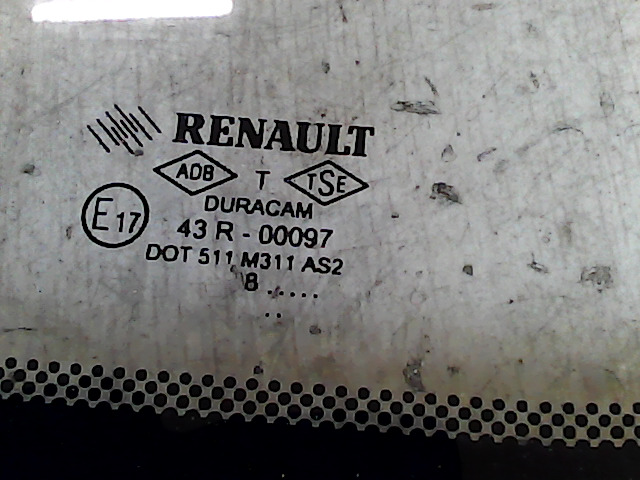 RENAULT
ADB T TSE
DURACAM
E17
43 R - 00097
DOT 511 M311 AS2
8 .....
..